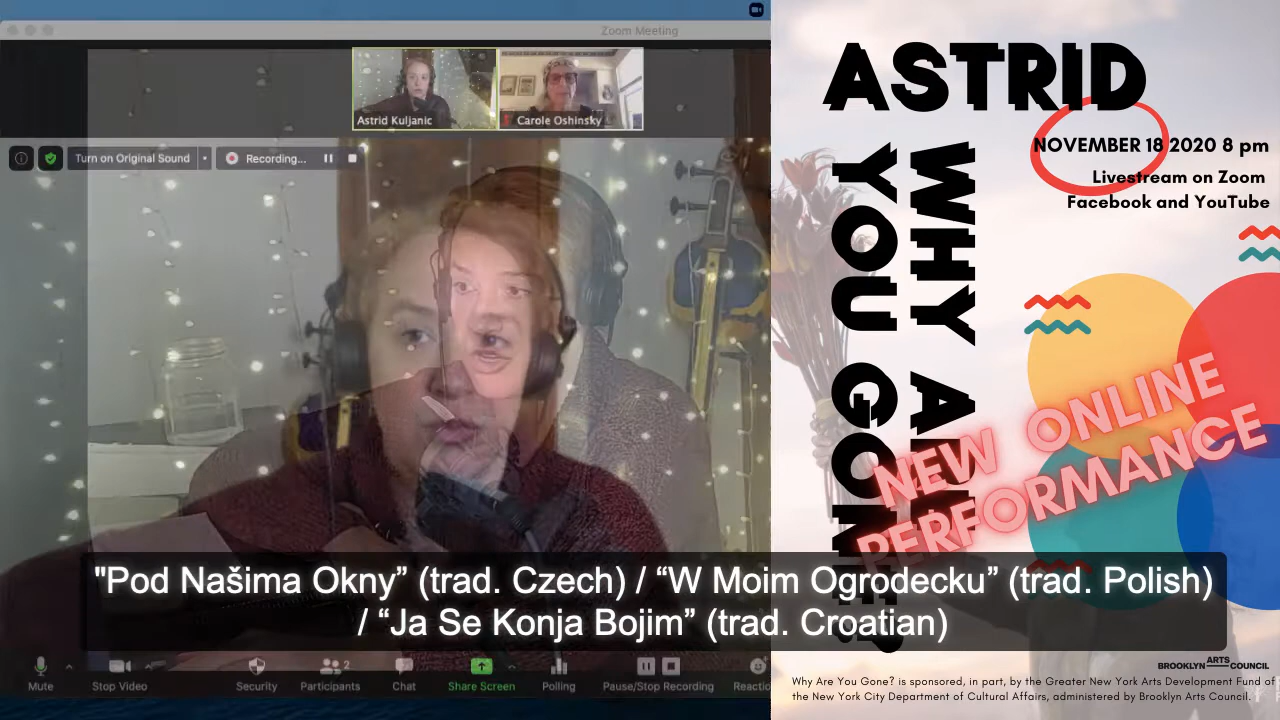 Zoom Meeting
Astrid Kuljanic
Carole Oshinsky
Turn on Original Sound
Recording...
ASTRID
NOVEMBER 18 2020 8 pm
Livestream on Zoom
Facebook and YouTube
WHY ARE
YOU GONE?
NEW ONLINE
PERFORMANCE
"Pod Našima Okny” (trad. Czech) / “W Moim Ogrodecku” (trad. Polish)
/ “Ja Se Konja Bojim” (trad. Croatian)
Mute
Stop Video
Security
Participants
2
Chat
Share Screen
Polling
Pause/Stop Recording
Reactio
BROOKLYN ARTS COUNCIL
Why Are You Gone? is sponsored, in part, by the Greater New York Arts Development Fund of
the New York City Department of Cultural Affairs, administered by Brooklyn Arts Council.